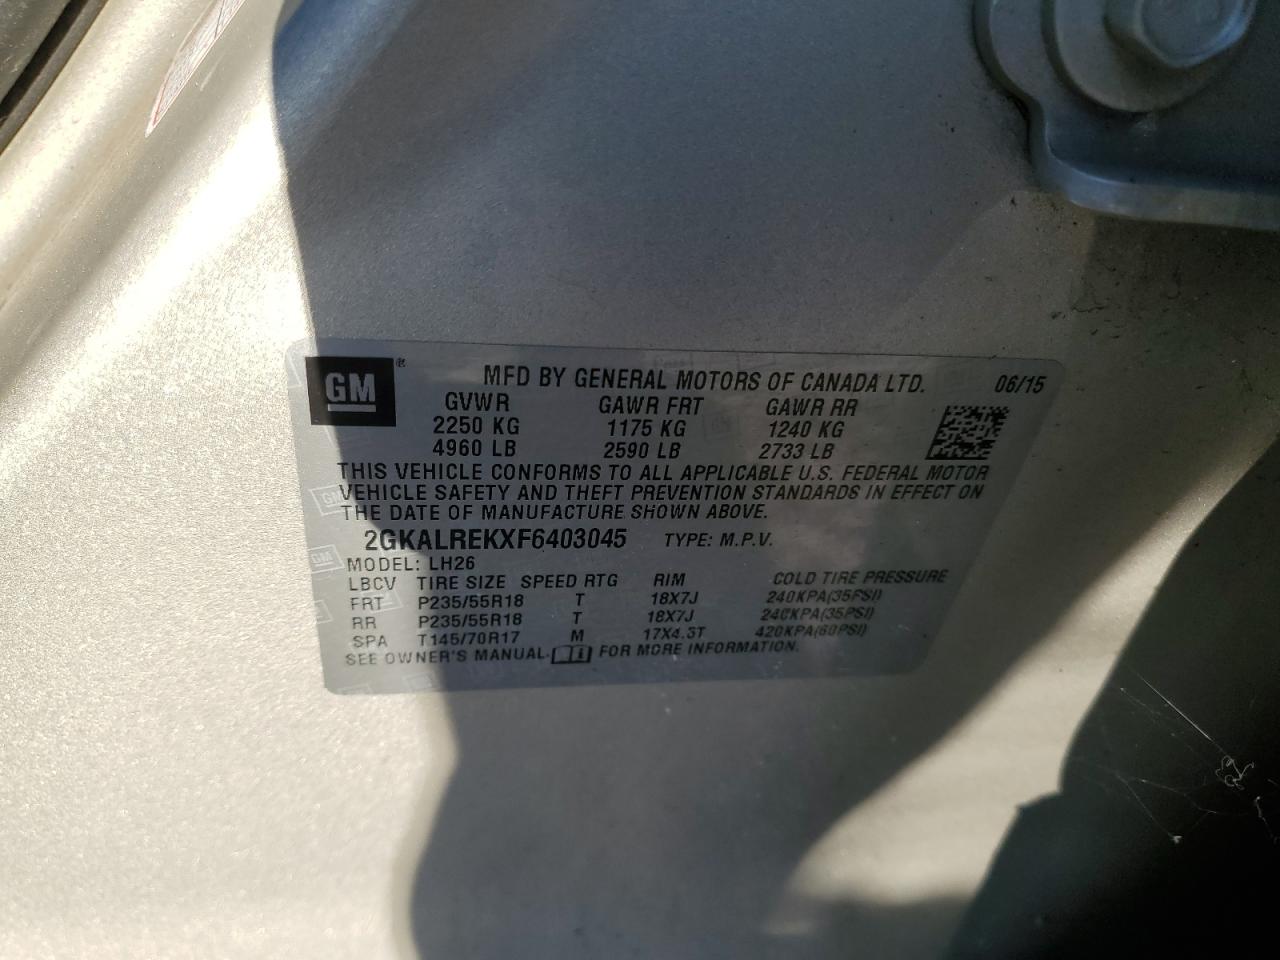 GM ®
MFD BY GENERAL MOTORS OF CANADA LTD. 06/15
GVWR GAWR FRT GAWR RR
2250 KG 1175 KG 1240 KG
4960 LB 2590 LB 2733 LB
THIS VEHICLE CONFORMS TO ALL APPLICABLE U.S. FEDERAL MOTOR
VEHICLE SAFETY AND THEFT PREVENTION STANDARDS IN EFFECT ON
THE DATE OF MANUFACTURE SHOWN ABOVE.
2GKALREKXF6403045 TYPE: M.P.V.
MODEL: LH26
LBCV TIRE SIZE SPEED RTG RIM COLD TIRE PRESSURE
FRT P235/55R18 T 18X7J 240KPA(35PSI)
RR P235/55R18 T 18X7J 240KPA(35PSI)
SPA T145/70R17 M 17X4.3T 420KPA(60PSI)
SEE OWNER'S MANUAL FOR MORE INFORMATION.